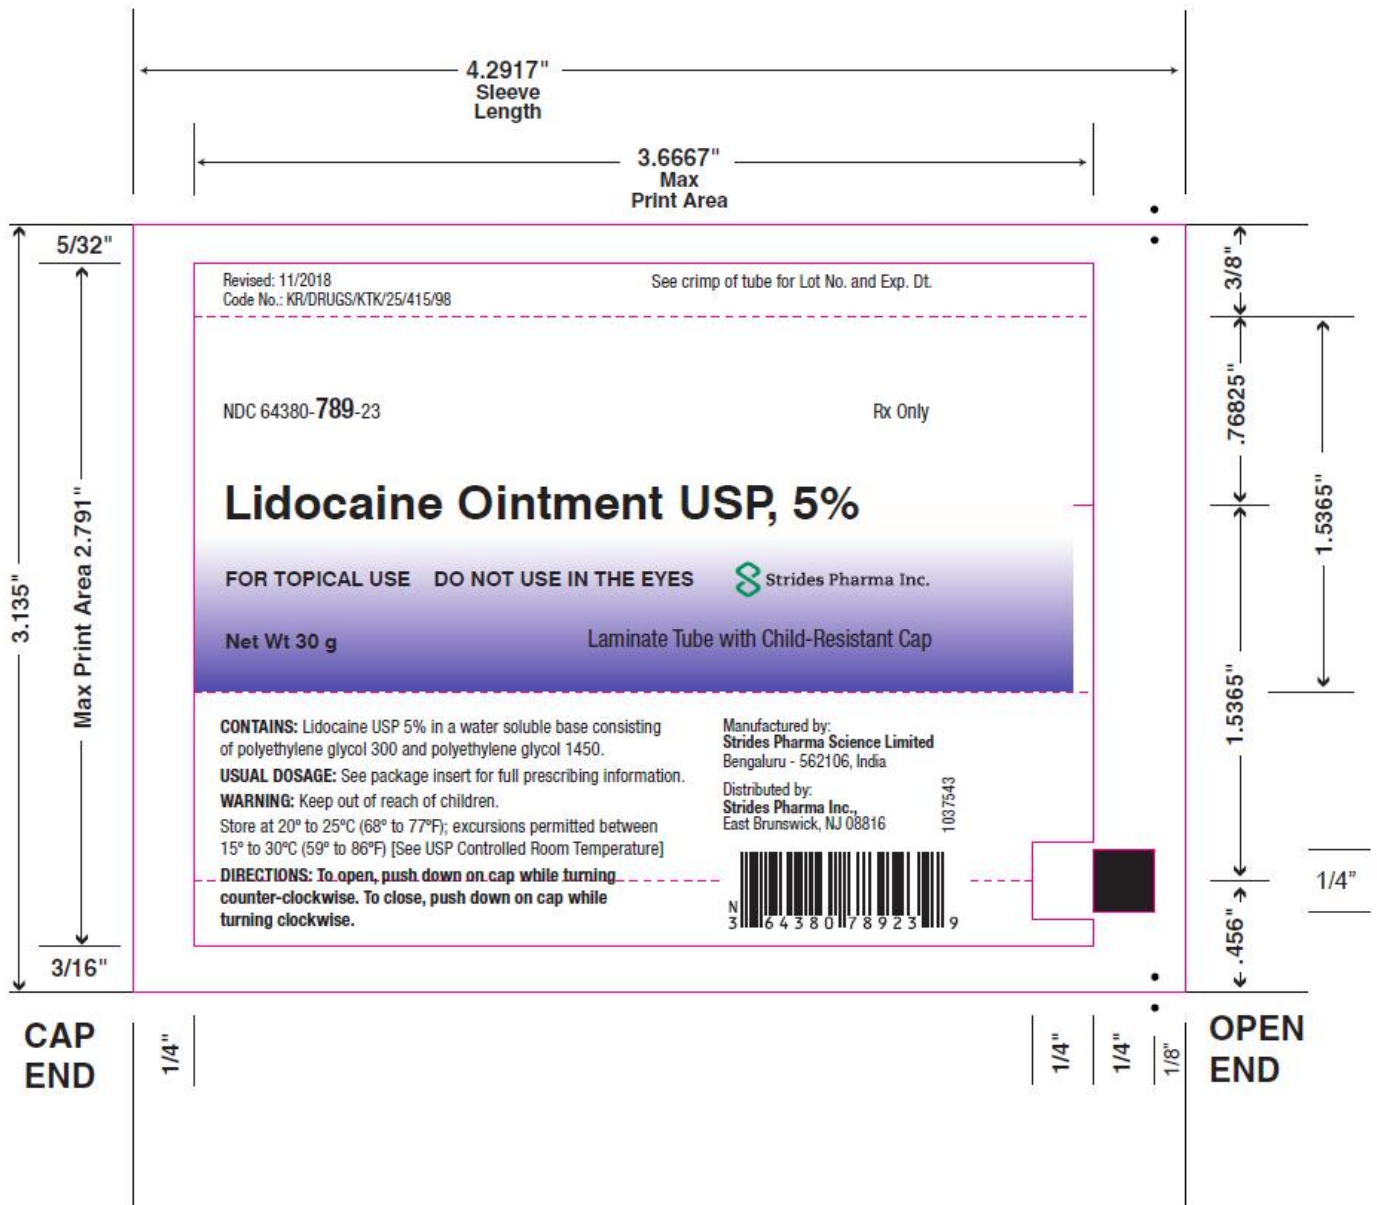 4.2917"
Sleeve
Length
3.6667"
Max
Print Area
5/32"
3/8"
Revised: 11/2018
Code No.: KR/DRUGS/KTK/25/415/98
See crimp of tube for Lot No. and Exp. Dt.
NDC 64380-789-23
Rx Only
.76825"
Lidocaine Ointment USP, 5%
1.5365"
3.135"
Max Print Area 2.791"
FOR TOPICAL USE DO NOT USE IN THE EYES
Strides Pharma Inc.
Net Wt 30 g
Laminate Tube with Child-Resistant Cap
1.5365"
CONTAINS: Lidocaine USP 5% in a water soluble base consisting
of polyethylene glycol 300 and polyethylene glycol 1450.
USUAL DOSAGE: See package insert for full prescribing information.
WARNING: Keep out of reach of children.
Store at 20º to 25ºC (68º to 77ºF); excursions permitted between
15º to 30ºC (59º to 86ºF) [See USP Controlled Room Temperature]
DIRECTIONS: To open, push down on cap while turning
counter-clockwise. To close, push down on cap while
turning clockwise.
Manufactured by:
Strides Pharma Science Limited
Bengaluru - 562106, India
Distributed by:
Strides Pharma Inc.,
East Brunswick, NJ 08816
1037543
N
3 64380 78923 9
1/4"
.456"
3/16"
CAP
END
1/4"
1/4"
1/4"
1/8"
OPEN
END